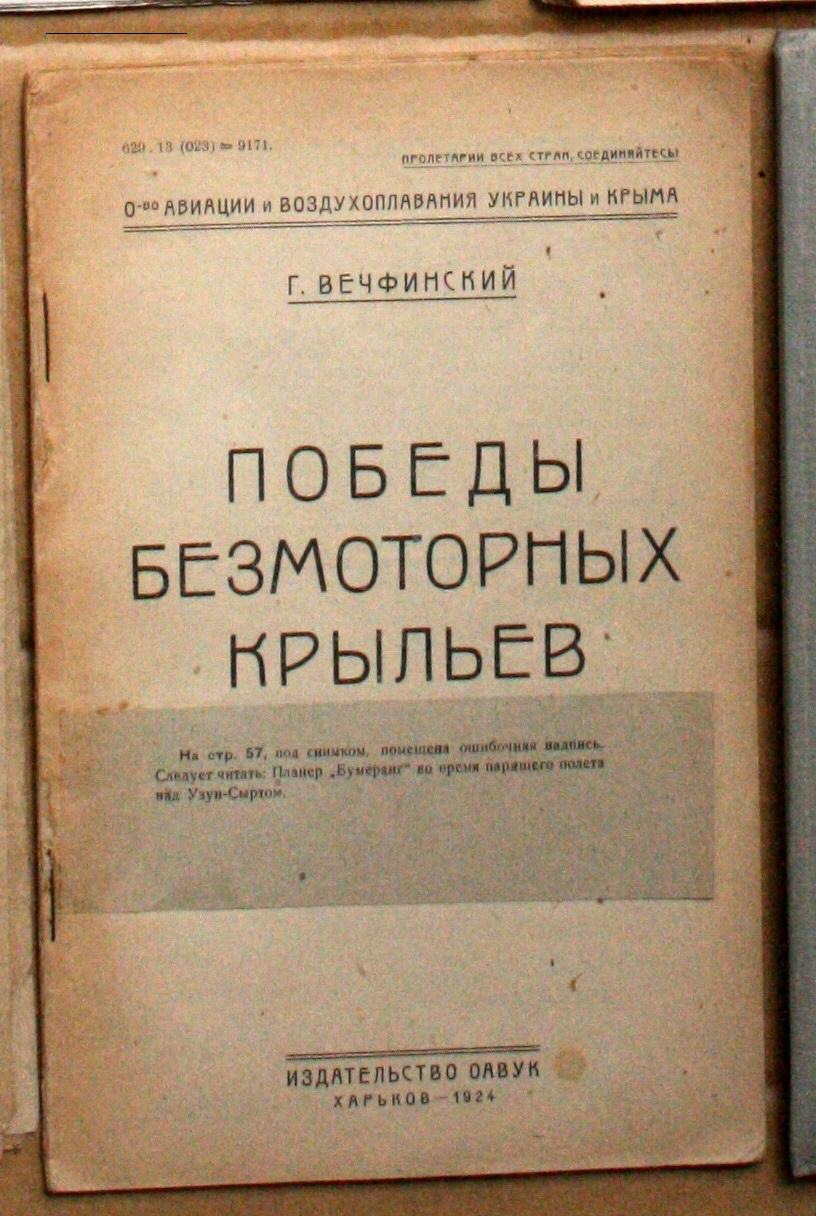 629.13 (023) = 9171.
ПРОЛЕТАРИИ ВСЕХ СТРАН, СОЕДИНЯЙТЕСЬ!
О-во АВИАЦИИ и ВОЗДУХОПЛАВАНИЯ УКРАИНЫ и КРЫМА
Г. ВЕЧФИНСКИЙ
ПОБЕДЫ
БЕЗМОТОРНЫХ
КРЫЛЬЕВ
На стр. 57, под снимком, помещена ошибочная надпись.
Следует читать: Планер „Бумеранг“ во время парящего полета
над Узун-Сыртом.
ИЗДАТЕЛЬСТВО ОАВУК
ХАРЬКОВ—1924